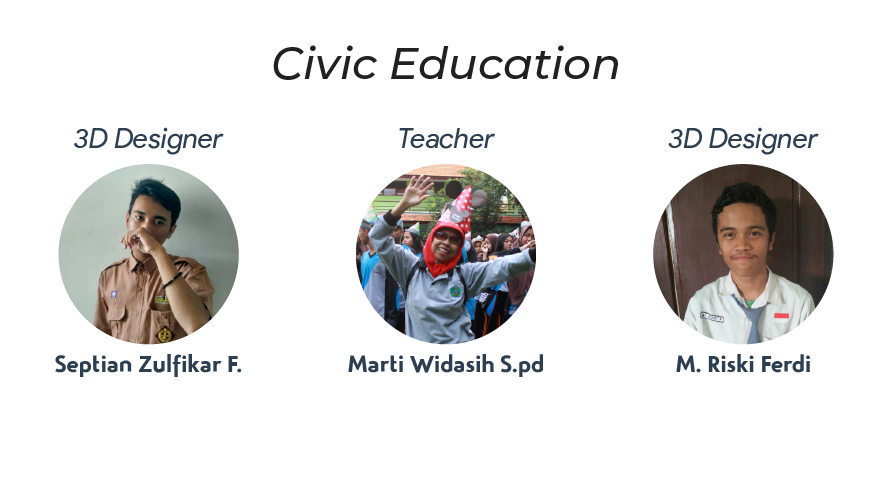 Civic Education
3D Designer
Teacher
3D Designer
Septian Zulfikar F.
Marti Widasih S.pd
M. Riski Ferdi